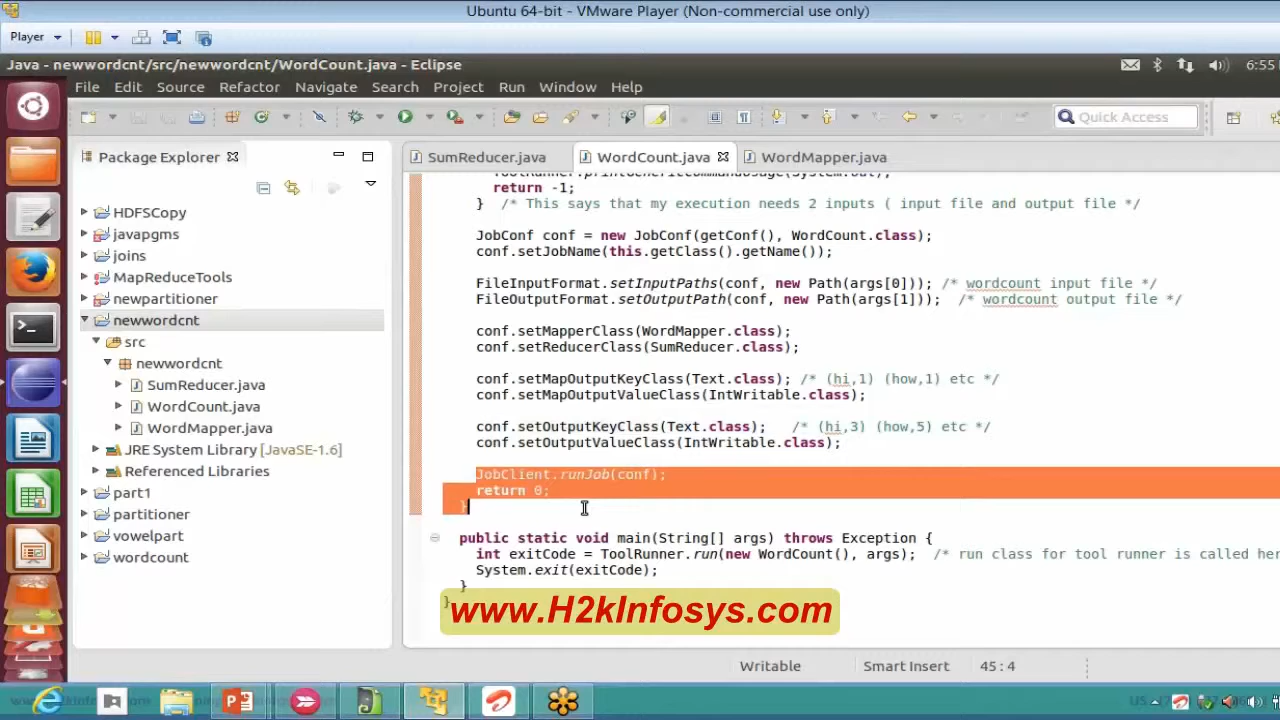 Ubuntu 64-bit - VMware Player (Non-commercial use only)
Player
Java - newwordcnt/src/newwordcnt/WordCount.java - Eclipse
6:55
File Edit Source Refactor Navigate Search Project Run Window Help
Quick Access
Package Explorer
SumReducer.java WordCount.java WordMapper.java
HDFSCopy
javapgms
joins
MapReduceTools
newpartitioner
newwordcnt
src
newwordcnt
SumReducer.java
WordCount.java
WordMapper.java
JRE System Library [JavaSE-1.6]
Referenced Libraries
part1
partitioner
vowelpart
wordcount
ToolRunner.printGenericCommandUsage(System.out);
return -1;
} /* This says that my execution needs 2 inputs ( input file and output file */
JobConf conf = new JobConf(getConf(), WordCount.class);
conf.setJobName(this.getClass().getName());
FileInputFormat.setInputPaths(conf, new Path(args[0])); /* wordcount input file */
FileOutputFormat.setOutputPath(conf, new Path(args[1])); /* wordcount output file */
conf.setMapperClass(WordMapper.class);
conf.setReducerClass(SumReducer.class);
conf.setMapOutputKeyClass(Text.class); /* (hi,1) (how,1) etc */
conf.setMapOutputValueClass(IntWritable.class);
conf.setOutputKeyClass(Text.class); /* (hi,3) (how,5) etc */
conf.setOutputValueClass(IntWritable.class);
JobClient.runJob(conf);
return 0;
}
public static void main(String[] args) throws Exception {
int exitCode = ToolRunner.run(new WordCount(), args); /* run class for tool runner is called her
System.exit(exitCode);
}
}
www.H2kInfosys.com
Writable Smart Insert 45 : 4